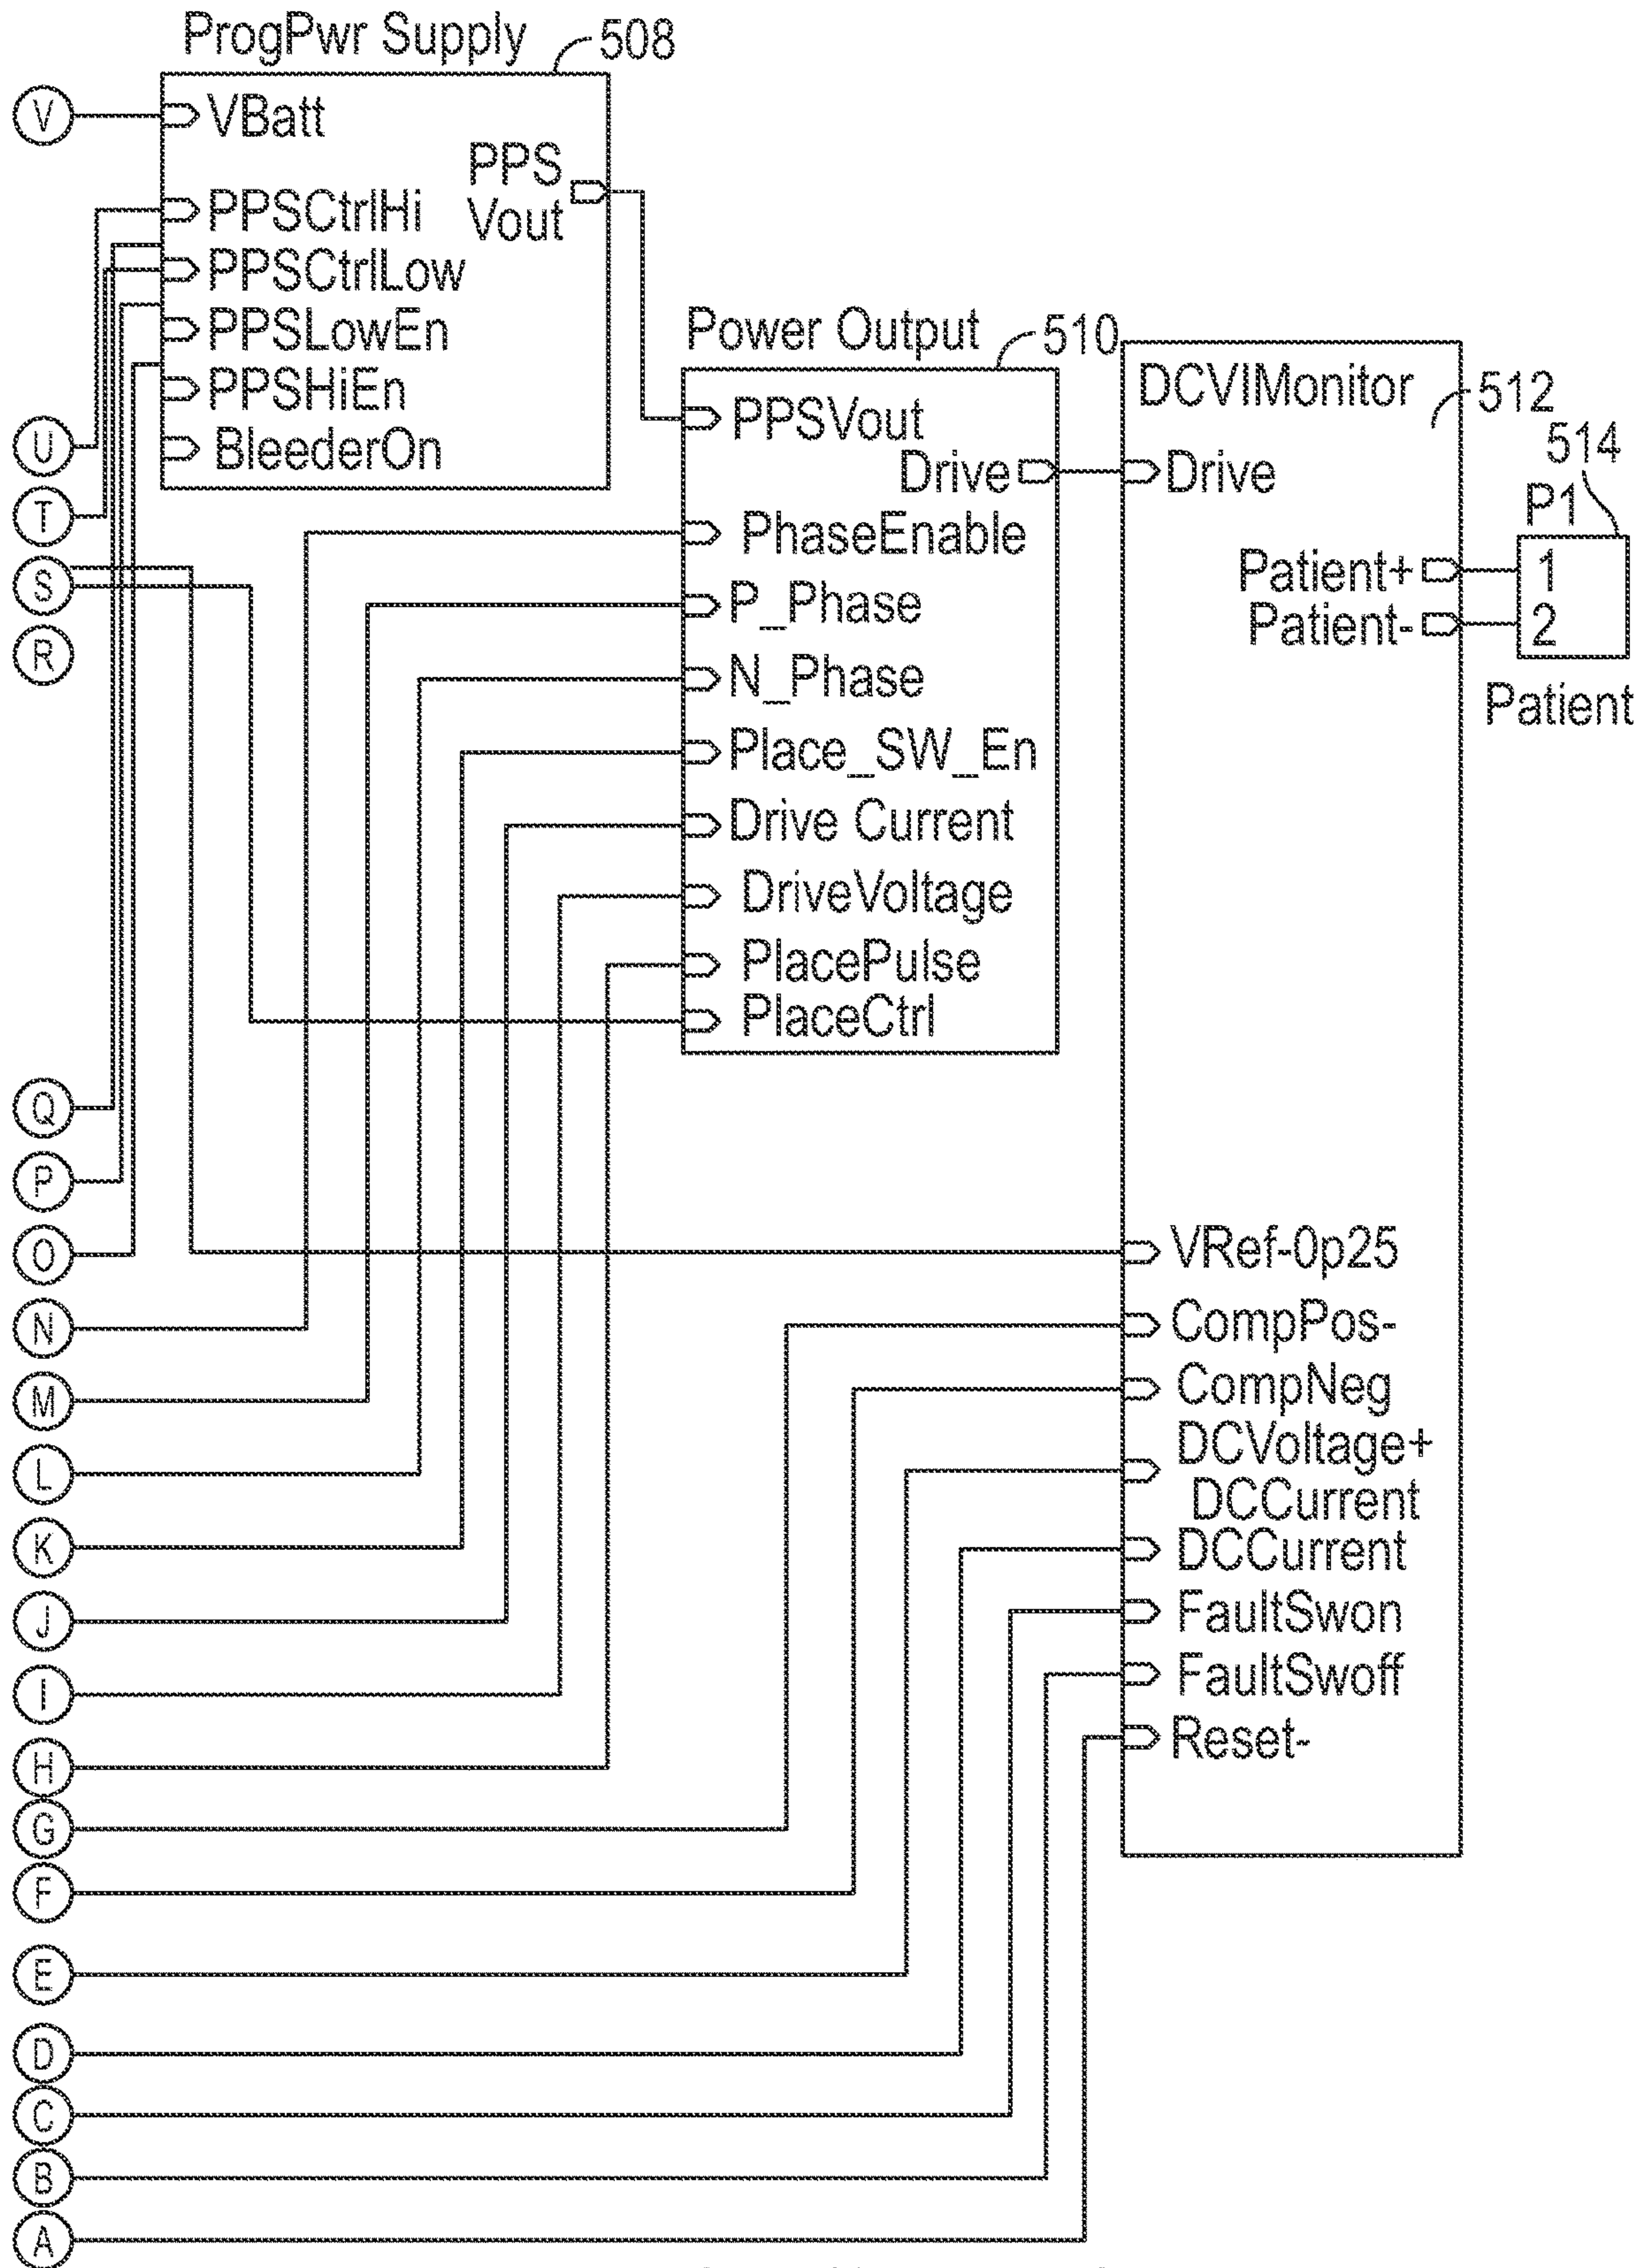 ProgPwr Supply
508
V
VBatt
PPS
Vout
PPSCtrlHi
PPSCtrlLow
PPSLowEn
PPSHiEn
BleederOn
U
T
S
R
Power Output
510
PPSVout
Drive
PhaseEnable
P_Phase
N_Phase
Place_SW_En
Drive Current
DriveVoltage
PlacePulse
PlaceCtrl
DCVIMonitor
512
Drive
514
P1
Patient+
1
Patient-
2
Patient
Q
P
O
N
M
L
K
J
I
H
G
F
E
D
C
B
A
VRef-0p25
CompPos-
CompNeg
DCVoltage+
DCCurrent
DCCurrent
FaultSwon
FaultSwoff
Reset-